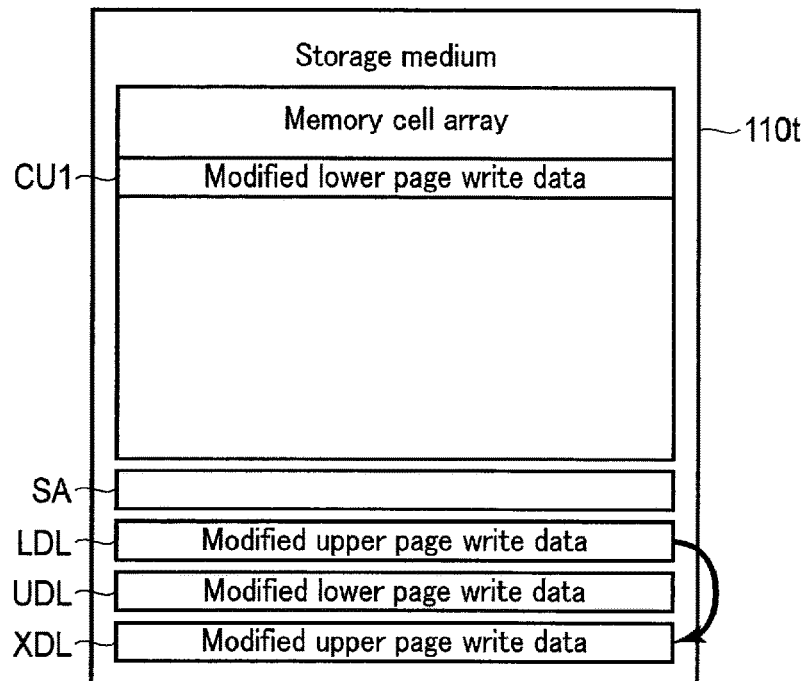 Storage medium
Memory cell array
110t
CU1
Modified lower page write data
SA
LDL
Modified upper page write data
UDL
Modified lower page write data
XDL
Modified upper page write data